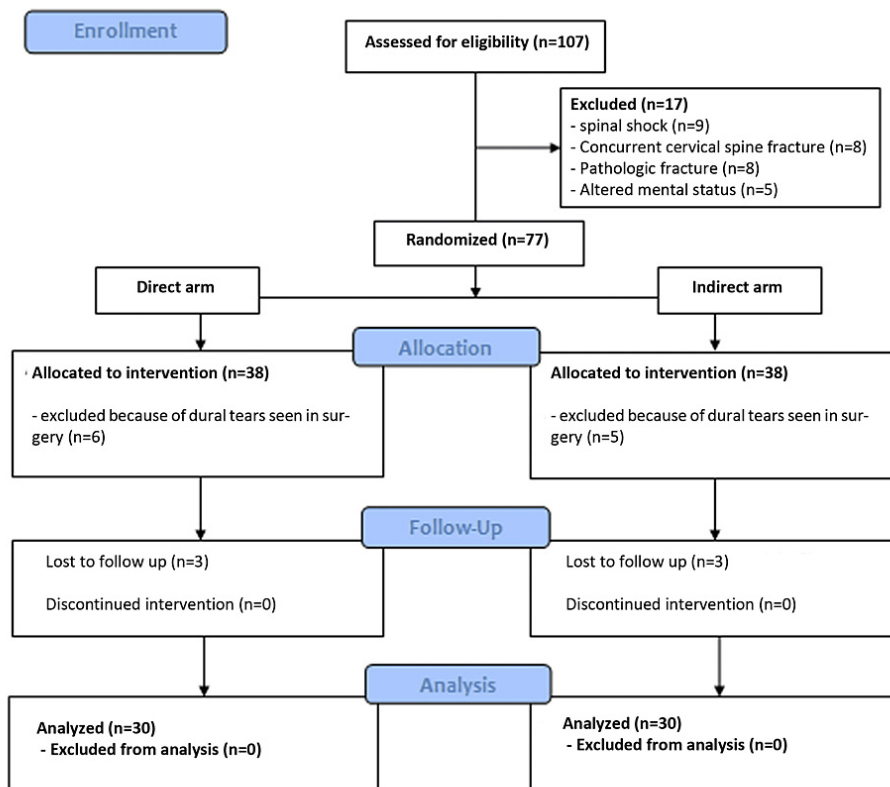 Enrollment
Assessed for eligibility (n=107)
Excluded (n=17)
- spinal shock (n=9)
- Concurrent cervical spine fracture (n=8)
- Pathologic fracture (n=8)
- Altered mental status (n=5)
Randomized (n=77)
Direct arm
Indirect arm
Allocation
Allocated to intervention (n=38)
- excluded because of dural tears seen in sur-
gery (n=6)
Allocated to intervention (n=38)
- excluded because of dural tears seen in sur-
gery (n=5)
Follow-Up
Lost to follow up (n=3)
Discontinued intervention (n=0)
Lost to follow up (n=3)
Discontinued intervention (n=0)
Analysis
Analyzed (n=30)
- Excluded from analysis (n=0)
Analyzed (n=30)
- Excluded from analysis (n=0)